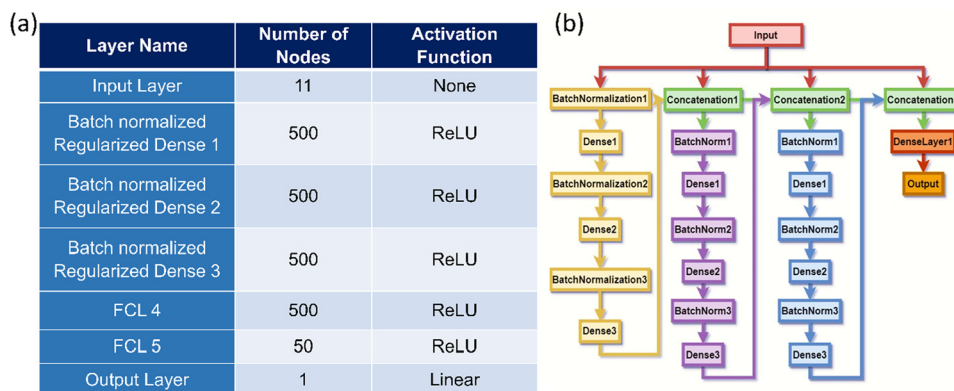 (a)
Layer Name
Number of
Nodes
Activation
Function
Input Layer
11
None
Batch normalized
Regularized Dense 1
500
ReLU
Batch normalized
Regularized Dense 2
500
ReLU
Batch normalized
Regularized Dense 3
500
ReLU
FCL 4
500
ReLU
FCL 5
50
ReLU
Output Layer
1
Linear
(b)
Input
BatchNormalization1
Dense1
BatchNormalization2
Dense2
BatchNormalization3
Dense3
Concatenation1
BatchNorm1
Dense1
BatchNorm2
Dense2
BatchNorm3
Dense3
Concatenation2
BatchNorm1
Dense1
BatchNorm2
Dense2
BatchNorm3
Dense3
Concatenation
DenseLayer1
Output